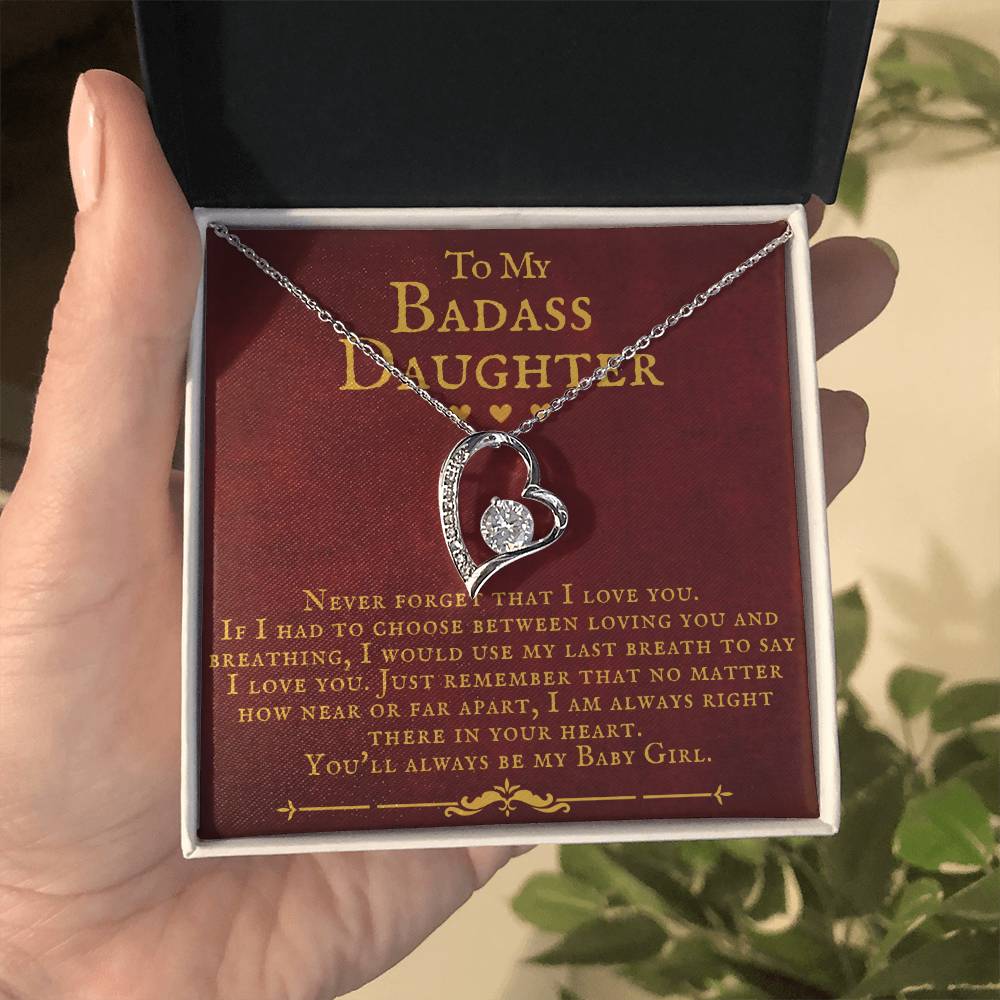 To My
Badass
Daughter
Never forget that I love you.
If I had to choose between loving you and
breathing, I would use my last breath to say
I love you. Just remember that no matter
how near or far apart, I am always right
there in your heart.
You'll always be my Baby Girl.